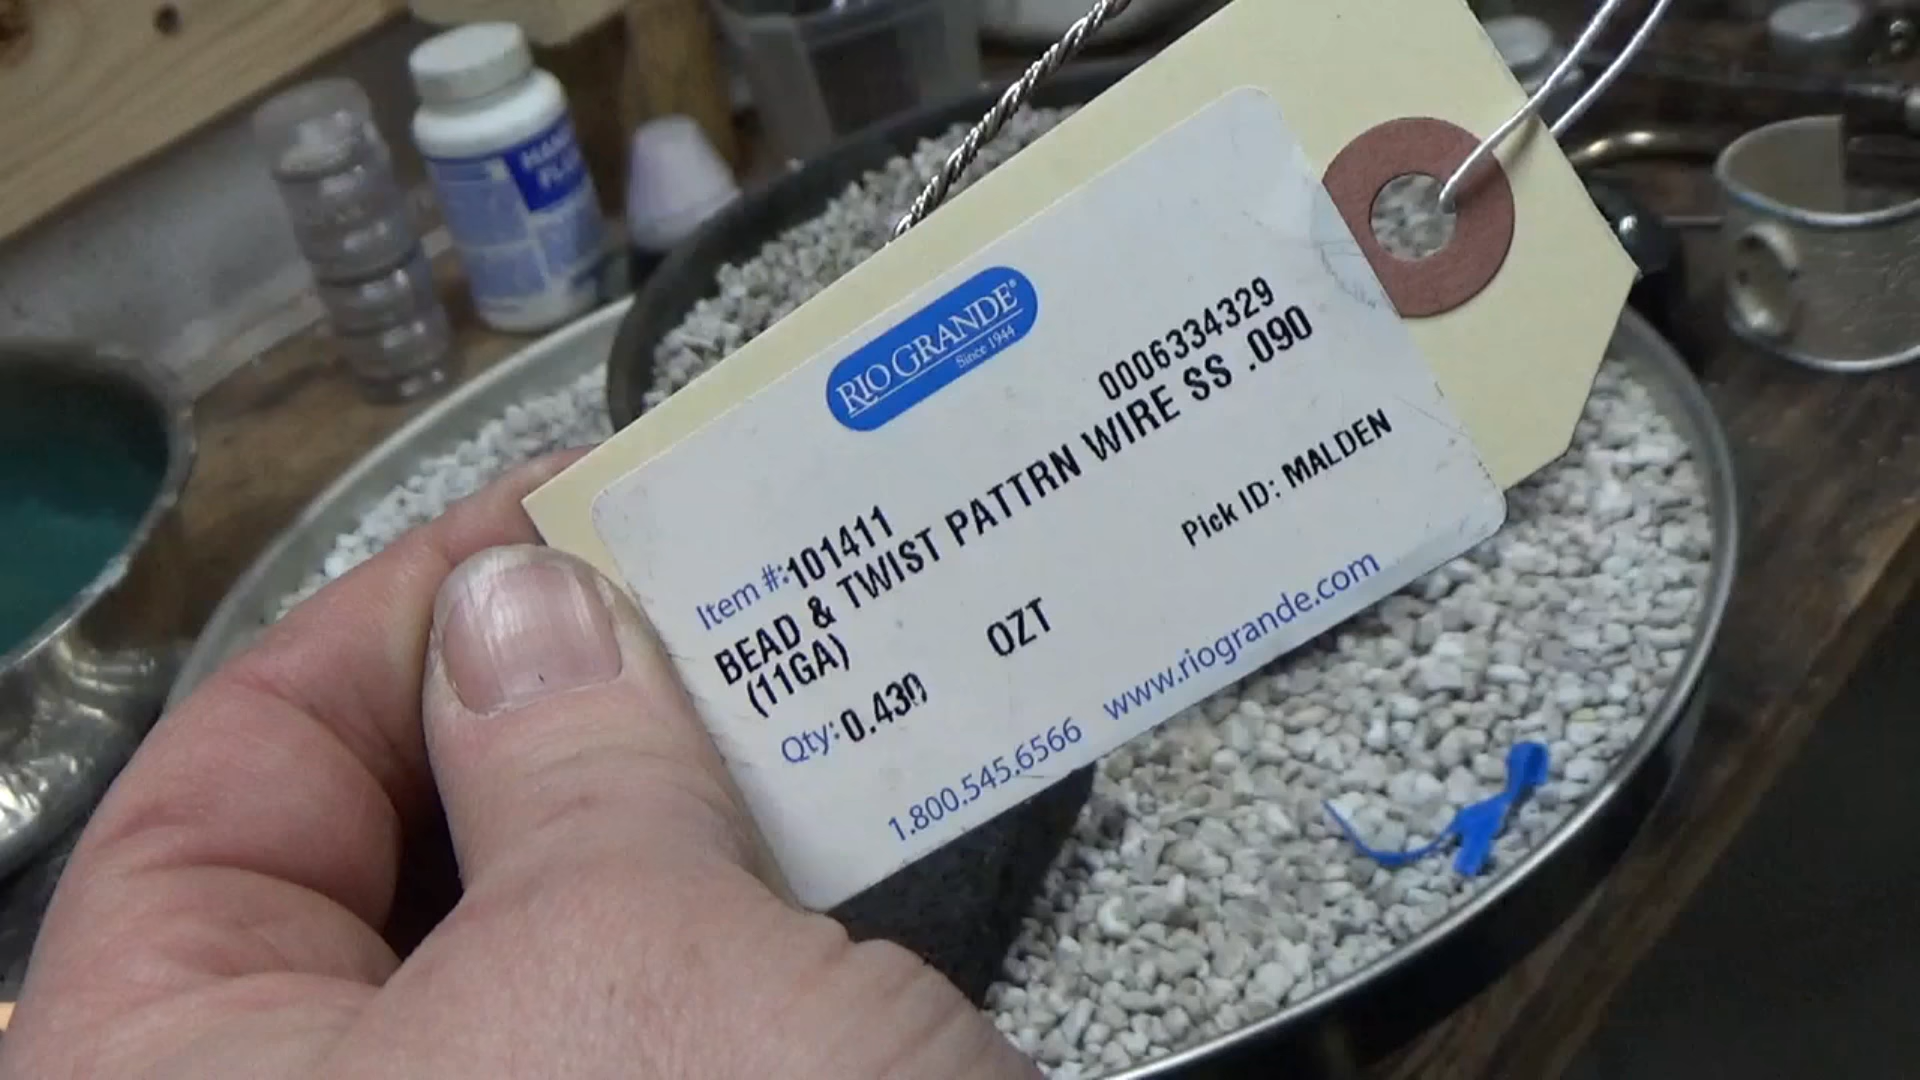 RIO GRANDE®
Since 1944
0006334329
Item #:101411
BEAD & TWIST PATTRN WIRE SS .090
(11GA)
Pick ID: MALDEN
Qty:0.430 OZT
1.800.545.6566 www.riogrande.com